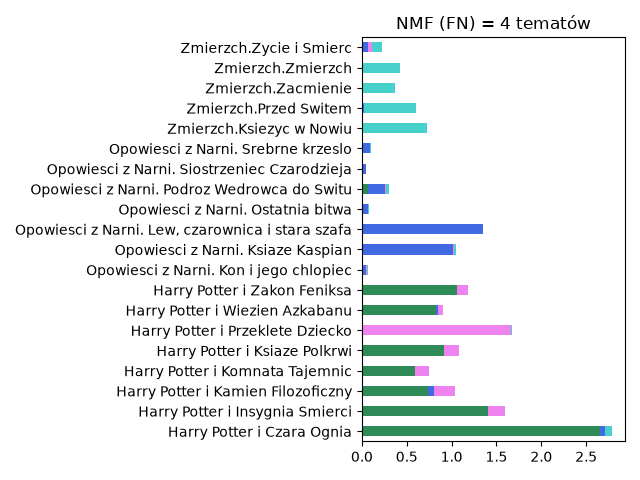 NMF (FN) = 4 tematów
Zmierzch.Zycie i Smierc
Zmierzch.Zmierzch
Zmierzch.Zacmienie
Zmierzch.Przed Switem
Zmierzch.Ksiezyc w Nowiu
Opowiesci z Narni. Srebrne krzeslo
Opowiesci z Narni. Siostrzeniec Czarodzieja
Opowiesci z Narni. Podroz Wedrowca do Switu
Opowiesci z Narni. Ostatnia bitwa
Opowiesci z Narni. Lew, czarownica i stara szafa
Opowiesci z Narni. Ksiaze Kaspian
Opowiesci z Narni. Kon i jego chlopiec
Harry Potter i Zakon Feniksa
Harry Potter i Wiezien Azkabanu
Harry Potter i Przeklete Dziecko
Harry Potter i Ksiaze Polkrwi
Harry Potter i Komnata Tajemnic
Harry Potter i Kamien Filozoficzny
Harry Potter i Insygnia Smierci
Harry Potter i Czara Ognia
0.0 0.5 1.0 1.5 2.0 2.5